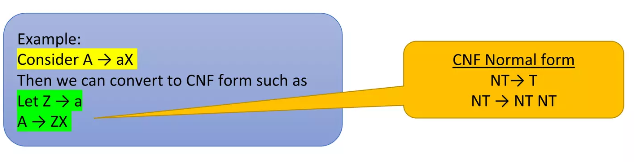 Example:
Consider A → aX
Then we can convert to CNF form such as
Let Z → a
A → ZX
CNF Normal form
NT→ T
NT → NT NT